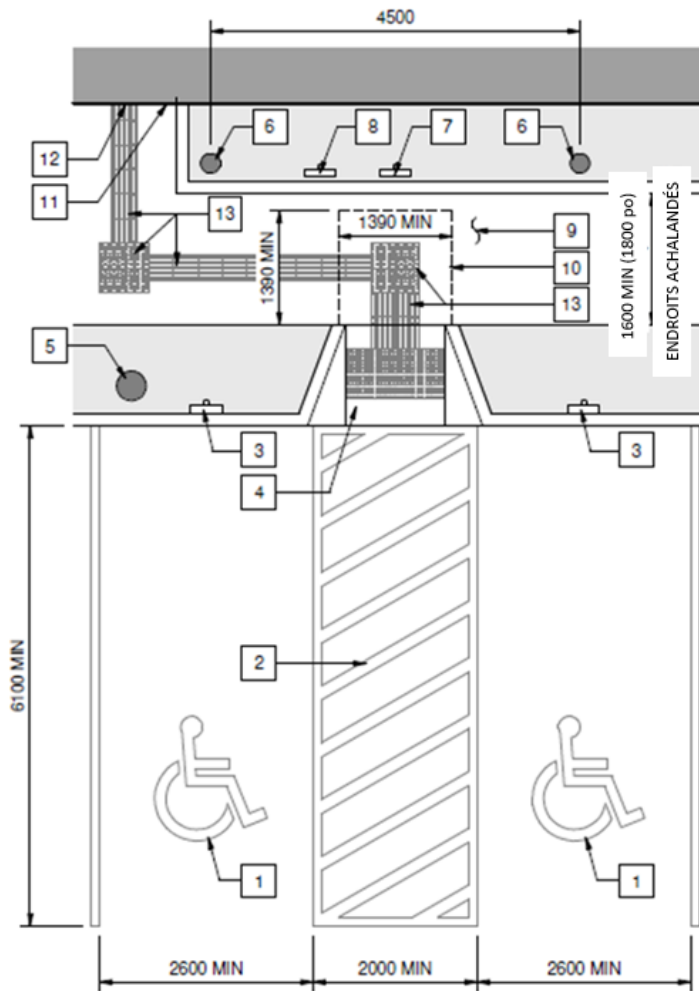 4500
6
8
7
6
12
11
13
1390 MIN
9
1390 MIN
10
1600 MIN (1800 po)
ENDROITS ACHALANDÉS
13
5
3
3
4
6100 MIN
2
1
1
2600 MIN
2000 MIN
2600 MIN